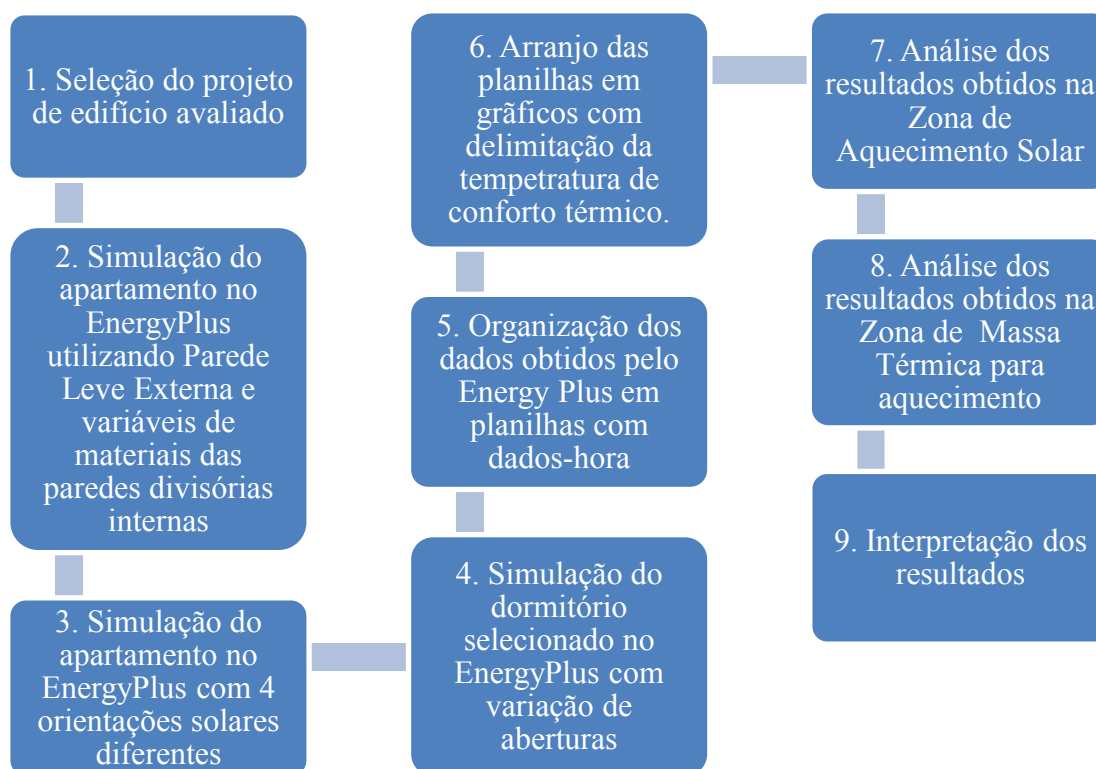 1. Seleção do projeto
de edifício avaliado
2. Simulação do
apartamento no
EnergyPlus
utilizando Parede
Leve Externa e
variáveis de
materiais das
paredes divisórias
internas
3. Simulação do
apartamento no
EnergyPlus com 4
orientações solares
diferentes
4. Simulação do
dormitório
selecionado no
EnergyPlus com
variação de
aberturas
5. Organização dos
dados obtidos pelo
Energy Plus em
planilhas com
dados-hora
6. Arranjo das
planilhas em
grãficos com
delimitação da
tempetratura de
conforto térmico.
7. Análise dos
resultados obtidos na
Zona de
Aquecimento Solar
8. Análise dos
resultados obtidos na
Zona de Massa
Térmica para
aquecimento
9. Interpretação dos
resultados